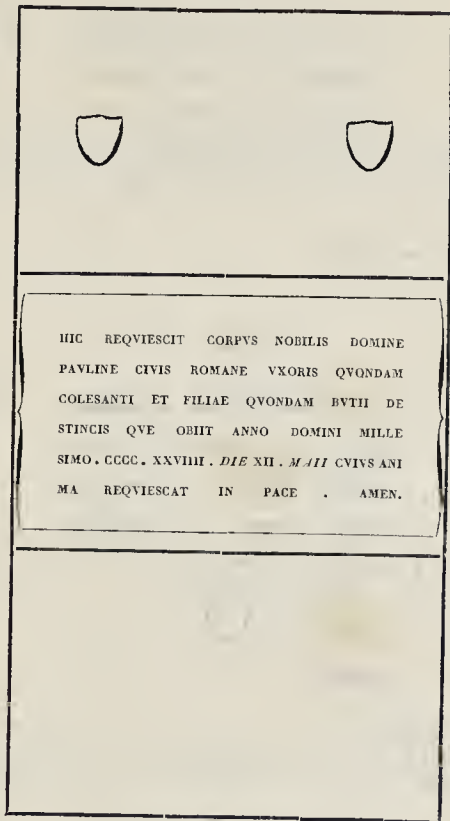 HIC REQVIESCIT CORPVS NOBILIS DOMINE
PAVLINE CIVIS ROMANE VXORIS QVONDAM
COLESANTI ET FILIAE QVONDAM BVTII DE
STINCIS QVE OBIIT ANNO DOMINI MILLE
SIMO. CCCC. XXVIIII. DIE XII. MAII CVIVS ANI
MA REQVIESCAT IN PACE . AMEN.